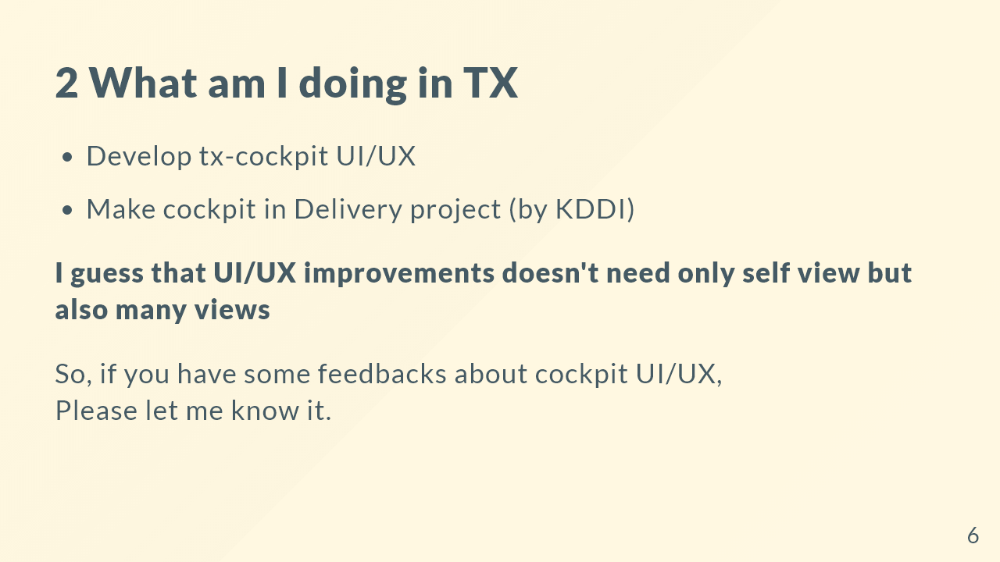 2 What am I doing in TX
• Develop tx-cockpit UI/UX
• Make cockpit in Delivery project (by KDDI)
I guess that UI/UX improvements doesn't need only self view but
also many views
So, if you have some feedbacks about cockpit UI/UX,
Please let me know it.
6